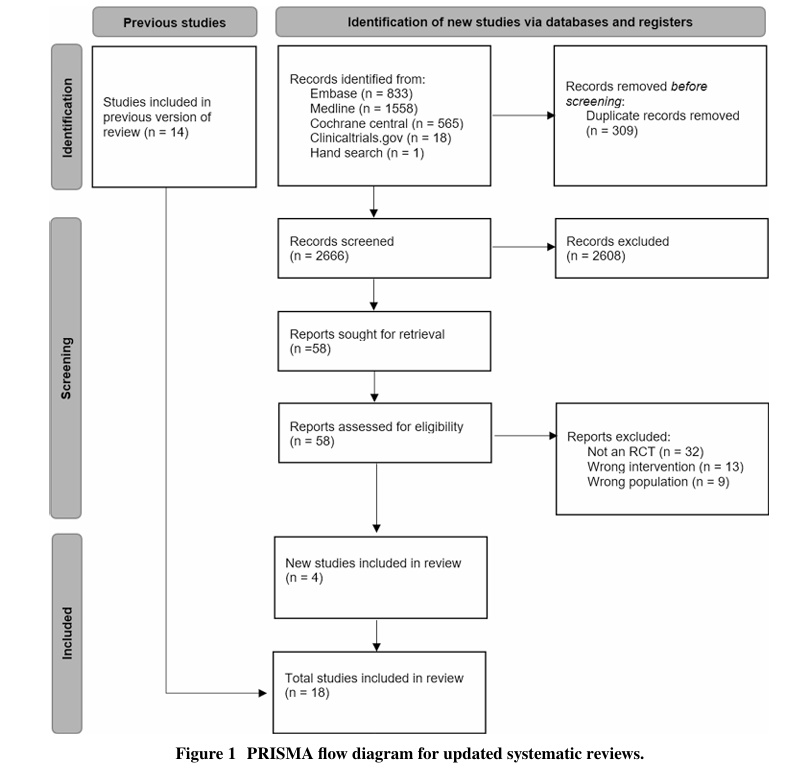 Previous studies
Identification of new studies via databases and registers
Identification
Studies included in
previous version of
review (n = 14)
Records identified from:
Embase (n = 833)
Medline (n = 1558)
Cochrane central (n = 565)
Clinicaltrials.gov (n = 18)
Hand search (n = 1)
Records removed before
screening:
Duplicate records removed
(n = 309)
Screening
Records screened
(n = 2666)
Records excluded
(n = 2608)
Reports sought for retrieval
(n =58)
Reports assessed for eligibility
(n = 58)
Reports excluded:
Not an RCT (n = 32)
Wrong intervention (n = 13)
Wrong population (n = 9)
Included
New studies included in review
(n = 4)
Total studies included in review
(n = 18)
Figure 1 PRISMA flow diagram for updated systematic reviews.